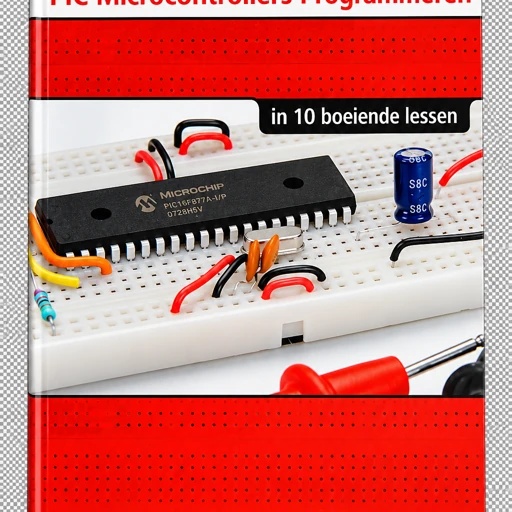 PIC Microcontrollers Programmeren
in 10 boeiende lessen
MICROCHIP
PIC16F877A-I/P
0728H5V
S8C
S8C
S8C